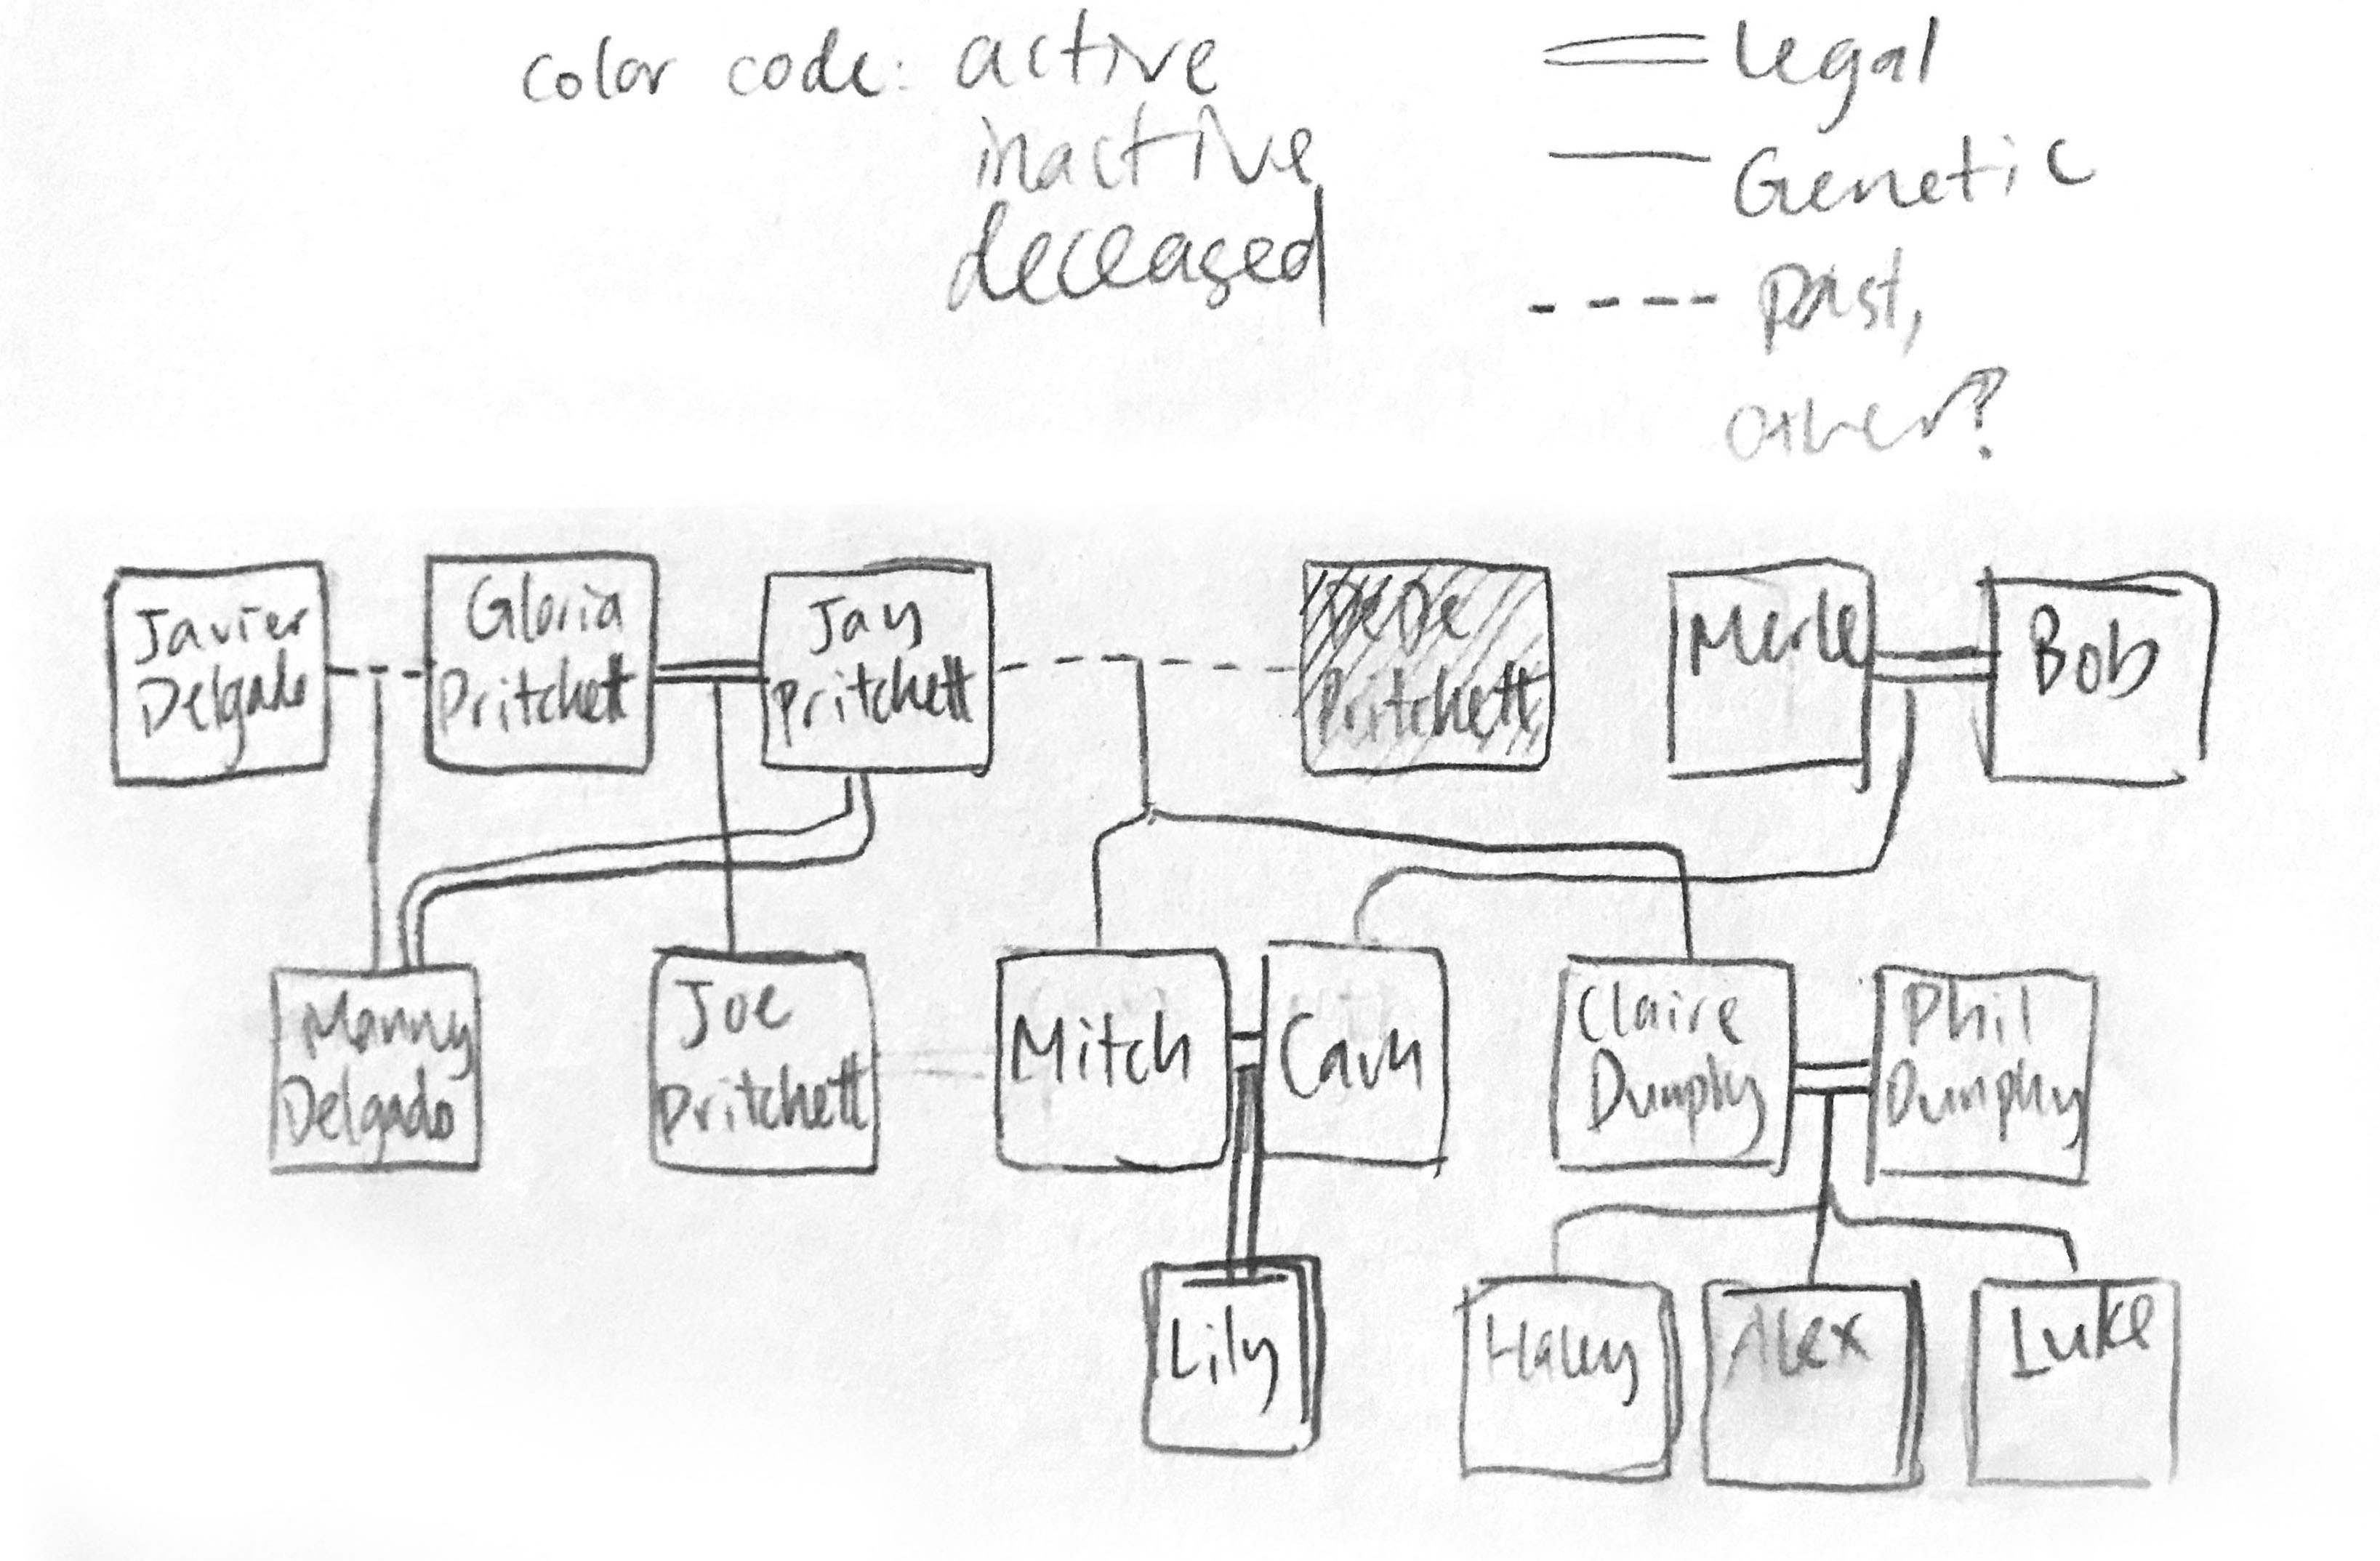 color code: active
inactive
deceased
legal
Genetic
past,
other?
Javier
Delgado
Gloria
Pritchett
Jay
Pritchett
DeDe
Pritchett
Merle
Bob
Manny
Delgado
Joe
Pritchett
Mitch
Cam
Claire
Dunphy
Phil
Dunphy
Lily
Haley
Alex
Luke